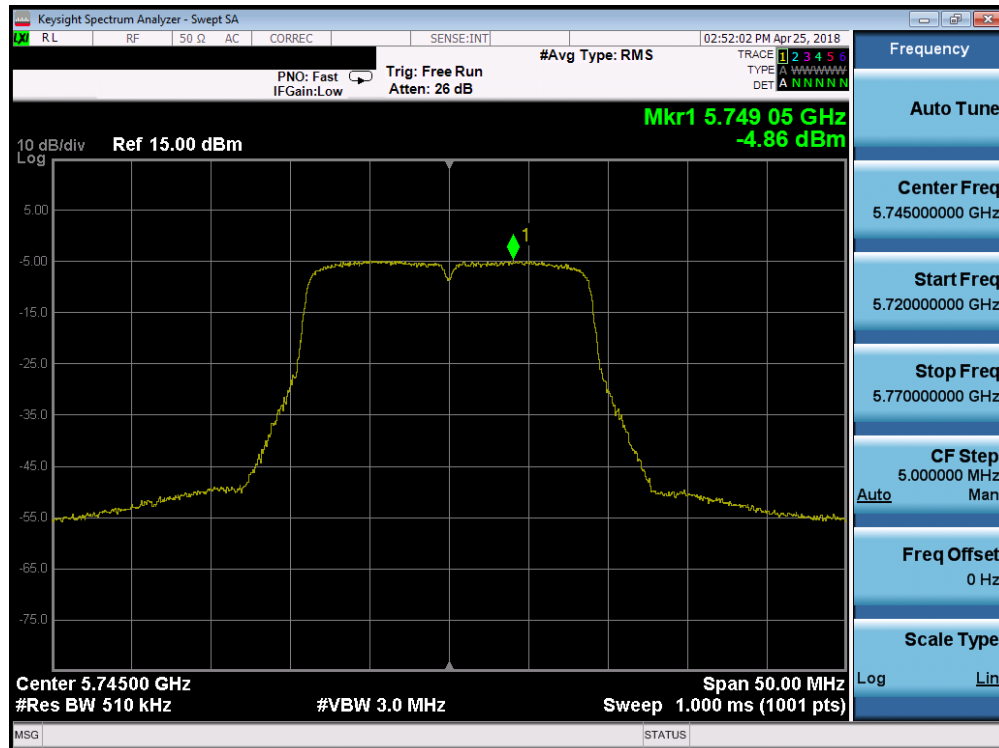 Keysight Spectrum Analyzer - Swept SA
LXI RL RF 50 Ω AC CORREC SENSE:INT 02:52:02 PM Apr 25, 2018
#Avg Type: RMS
TRACE 1 2 3 4 5 6
TYPE A WWWWW
DET A N N N N N
PNO: Fast
IFGain:Low
Trig: Free Run
Atten: 26 dB
Mkr1 5.749 05 GHz
-4.86 dBm
10 dB/div Ref 15.00 dBm
Log
1
5.00
-5.00
-15.0
-25.0
-35.0
-45.0
-55.0
-65.0
-75.0
Center 5.74500 GHz
Span 50.00 MHz
#Res BW 510 kHz
#VBW 3.0 MHz
Sweep 1.000 ms (1001 pts)
MSG
STATUS
Frequency
Auto Tune
Center Freq
5.745000000 GHz
Start Freq
5.720000000 GHz
Stop Freq
5.770000000 GHz
CF Step
5.000000 MHz
Auto Man
Freq Offset
0 Hz
Scale Type
Log Lin